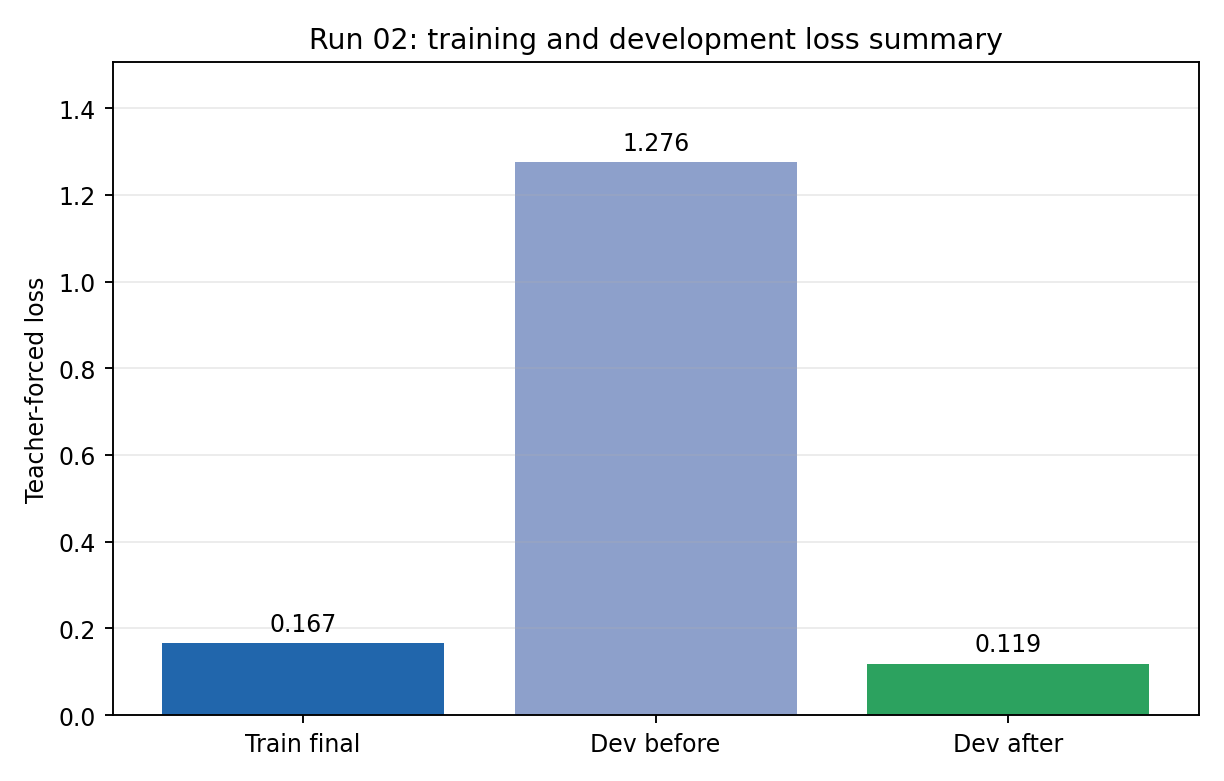 Run 02: training and development loss summary
Teacher-forced loss
1.4
1.2
1.0
0.8
0.6
0.4
0.2
0.0
0.167
1.276
0.119
Train final
Dev before
Dev after